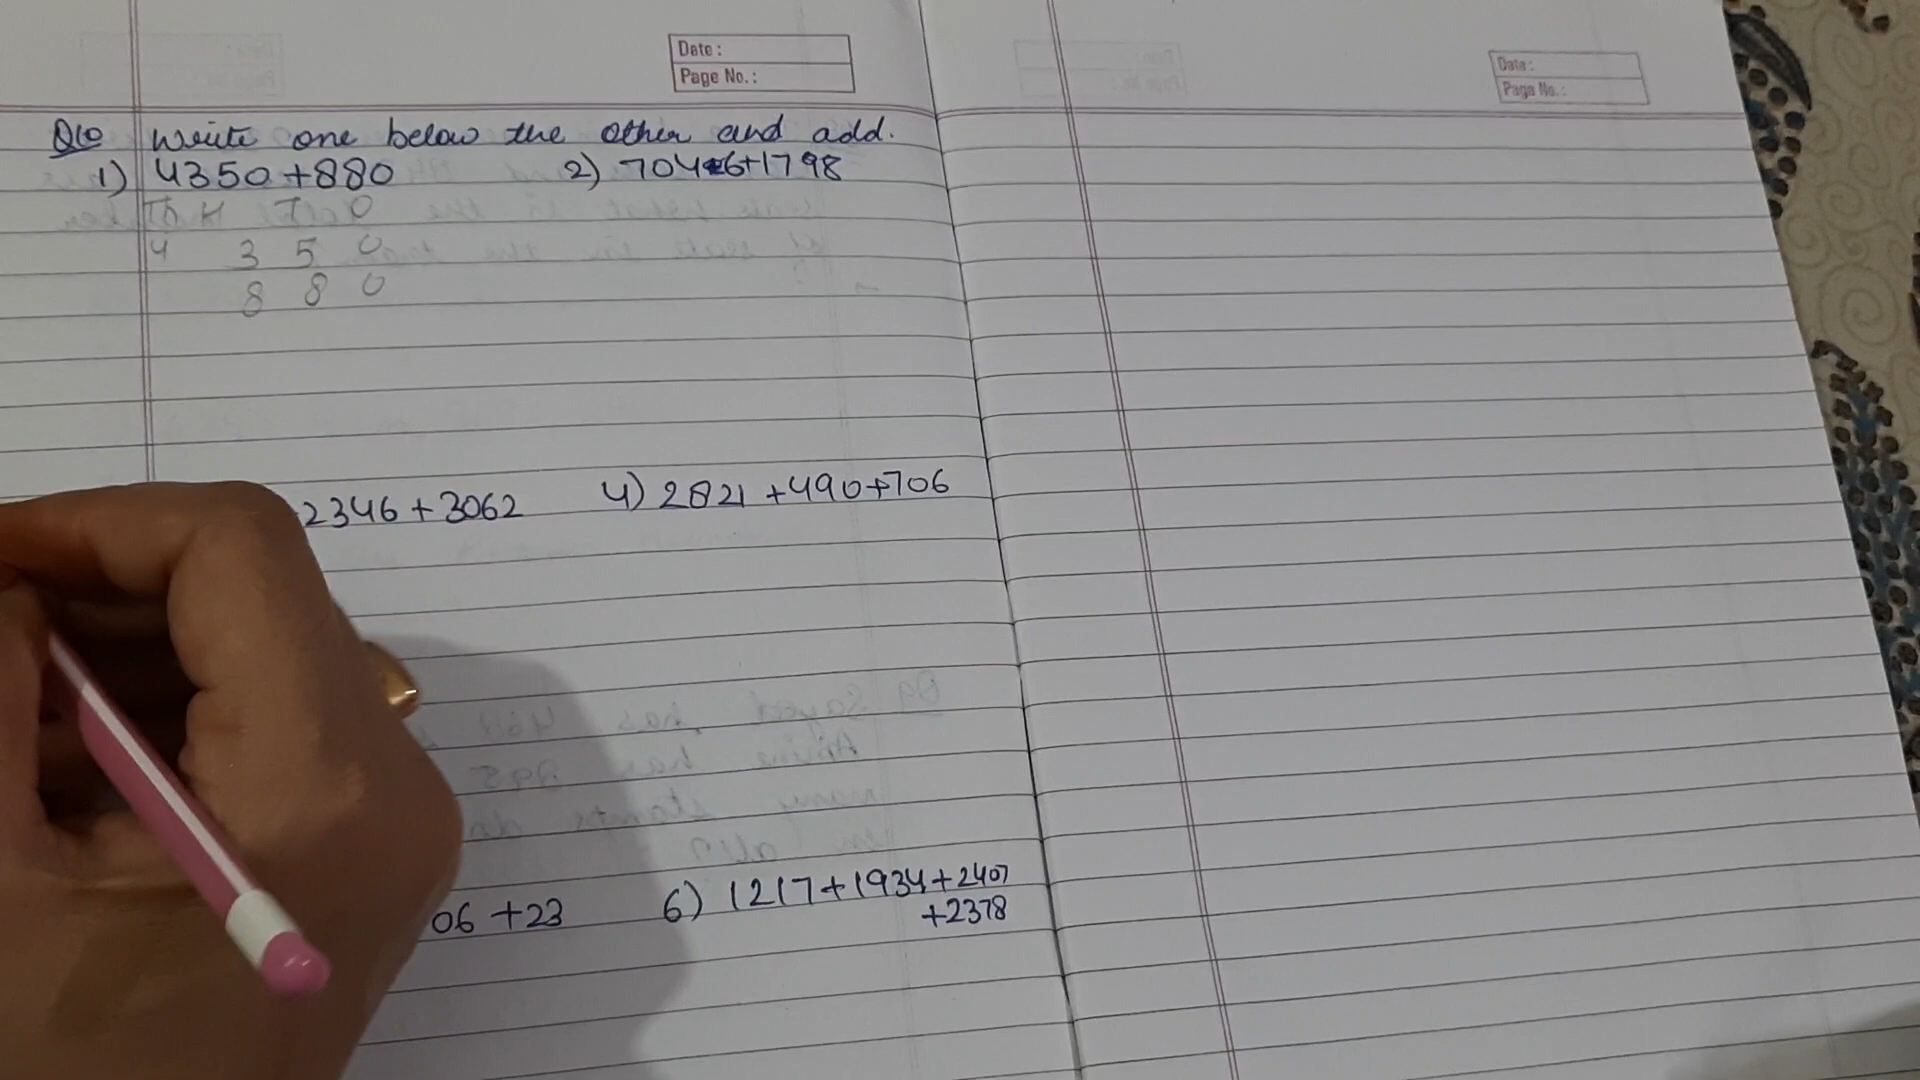 Date:
Page No.:
Date:
Page No.:
Q10 Write one below the other and add.
1) 4350+880 2) 7046+1798
Th H T O
4 3 5 0
8 8 0
2346+3062 4) 2821+490+706
06+23 6) 1217+1934+2407
+2378